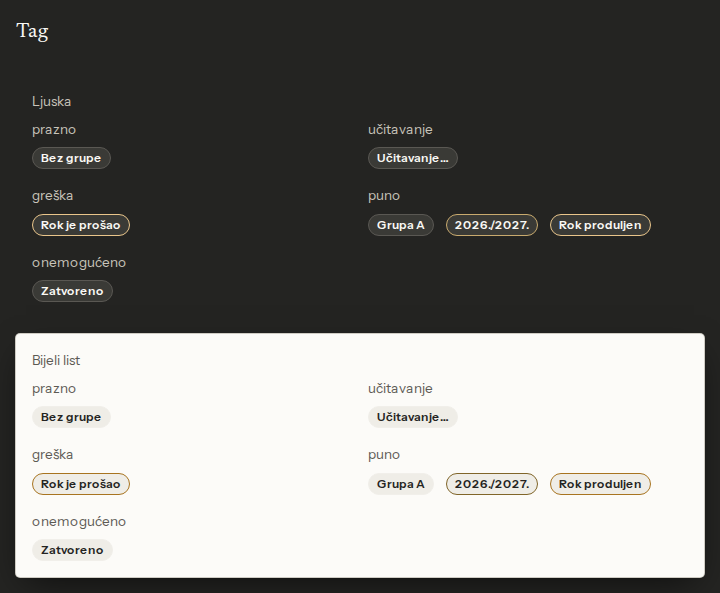 Tag
Ljuska
prazno
učitavanje
Bez grupe
Učitavanje…
greška
puno
Rok je prošao
Grupa A
2026./2027.
Rok produljen
onemogućeno
Zatvoreno
Bijeli list
prazno
učitavanje
Bez grupe
Učitavanje…
greška
puno
Rok je prošao
Grupa A
2026./2027.
Rok produljen
onemogućeno
Zatvoreno